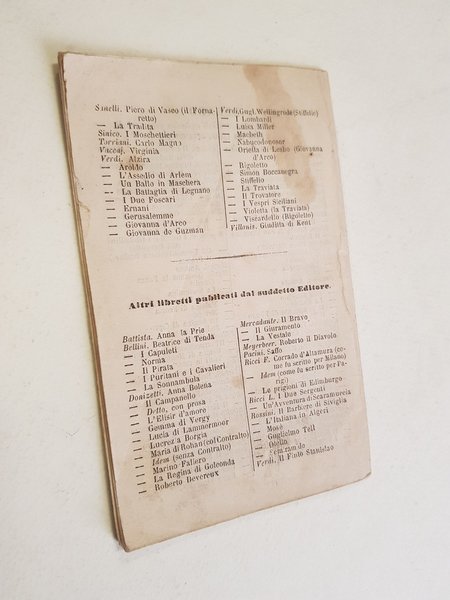 Sanelli. Piero di Vasco (il Forna-
retto)
— La Tradita
Sinico. I Moschettieri
Torriani. Carlo Magno
Vaccaj. Virginia
Verdi. Alzira
— Aroldo
— L'Assedio di Arlem
— Un Ballo in Maschera
— La Battaglia di Legnano
— I Due Foscari
— Ernani
— Gerusalemme
— Giovanna d'Arco
— Giovanna de Guzman
Verdi. Gugl. Wellingrode (Stiffelio)
— I Lombardi
— Luisa Miller
— Macbeth
— Nabucodonosor
— Orietta di Lesbo (Giovanna
d'Arco)
— Rigoletto
— Simon Boccanegra
— Stiffelio
— La Traviata
— Il Trovatore
— I Vespri Siciliani
— Violetta (la Traviata)
— Viscardello (Rigoletto)
Villanis. Giuditta di Kent
Altri libretti pubblicati dal suddetto Editore.
Battista. Anna la Prie
Bellini. Beatrice di Tenda
— I Capuleti
— Norma
— Il Pirata
— I Puritani e i Cavalieri
— La Sonnambula
Donizetti. Anna Bolena
— Il Campanello
— Detto, con prosa
— L'Elisir d'amore
— Gemma di Vergy
— Lucia di Lammermoor
— Lucrezia Borgia
— Maria di Rohan (col Contralto)
— Idem (senza Contralto)
— Marino Faliero
— La Regina di Golconda
— Roberto Devereux
Mercadante. Il Bravo
— Il Giuramento
— La Vestale
Meyerbeer. Roberto il Diavolo
Pacini. Saffo
Ricci F. Corrado d'Altamura (co-
me fu scritto per Milano)
— Idem (come fu scritto per Pa-
rigi)
— Le prigioni di Edimburgo
Ricci L. I Due Sergenti
— Un'Avventura di Scaramuccia
Rossini. Il Barbiere di Siviglia
— L'Italiana in Algeri
— Mosè
— Guglielmo Tell
— Otello
— Semiramide
Verdi. Il Finto Stanislao